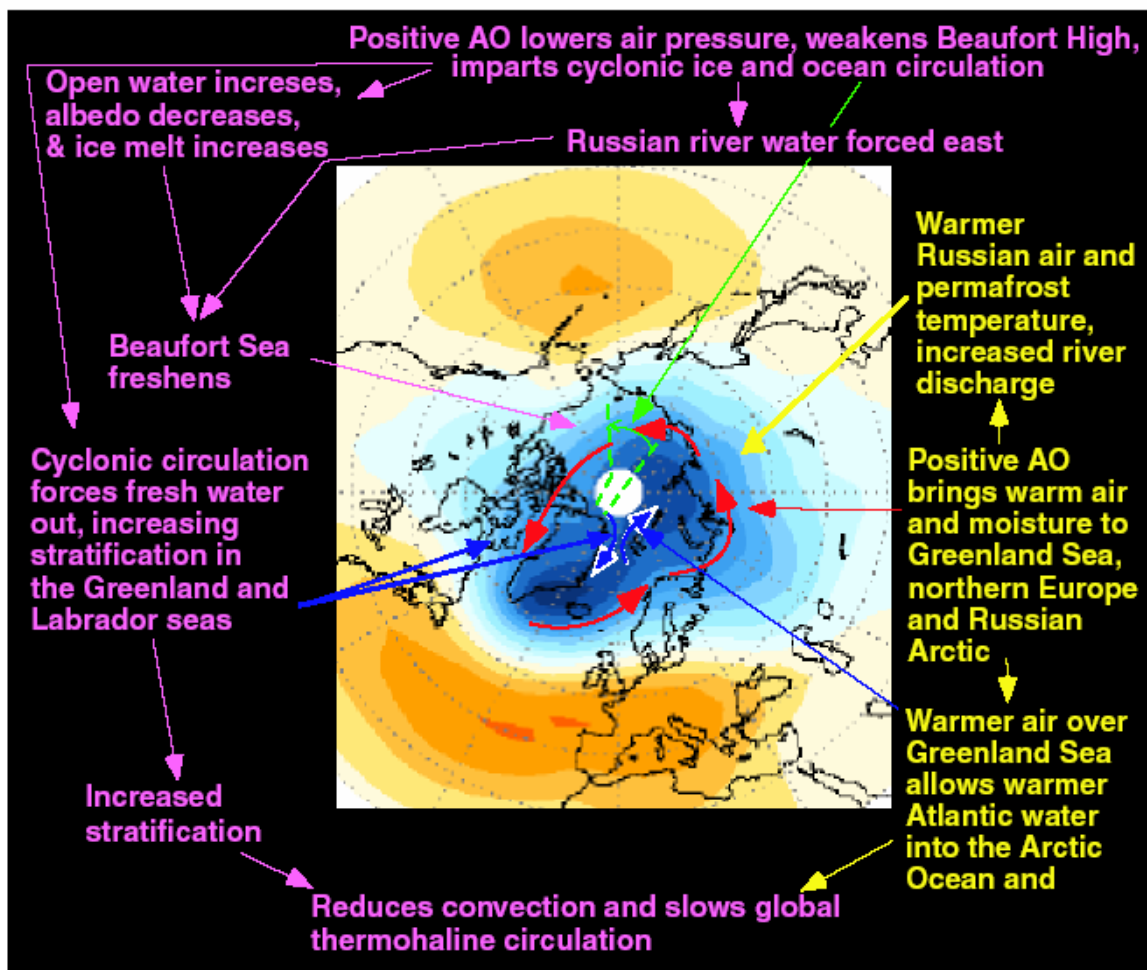 Positive AO lowers air pressure, weakens Beaufort High,
imparts cyclonic ice and ocean circulation
Open water increses,
albedo decreases,
& ice melt increases
Russian river water forced east
Warmer
Russian air and
permafrost
temperature,
increased river
discharge
Beaufort Sea
freshens
Cyclonic circulation
forces fresh water
out, increasing
stratification in
the Greenland and
Labrador seas
Positive AO
brings warm air
and moisture to
Greenland Sea,
northern Europe
and Russian
Arctic
Warmer air over
Greenland Sea
allows warmer
Atlantic water
into the Arctic
Ocean and
Increased
stratification
Reduces convection and slows global
thermohaline circulation